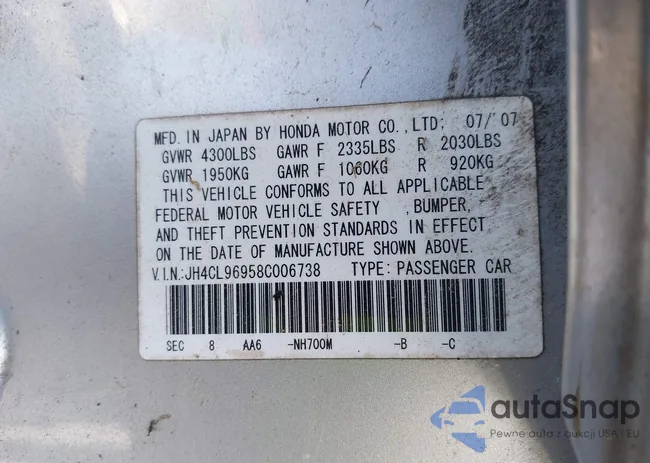 MFD. IN JAPAN BY HONDA MOTOR CO.,LTD: 07/'07
GVWR 4300LBS GAWR F 2335LBS R 2030LBS
GVWR 1950KG GAWR F 1060KG R 920KG
THIS VEHICLE CONFORMS TO ALL APPLICABLE
FEDERAL MOTOR VEHICLE SAFETY ,BUMPER,
AND THEFT PREVENTION STANDARDS IN EFFECT
ON THE DATE OF MANUFACTURE SHOWN ABOVE.
V.I.N:JH4CL96958C006738 TYPE: PASSENGER CAR
SEC 8 AA6 -NH700M -B -C
autaSnap
Pewne auta z aukcji USA i EU